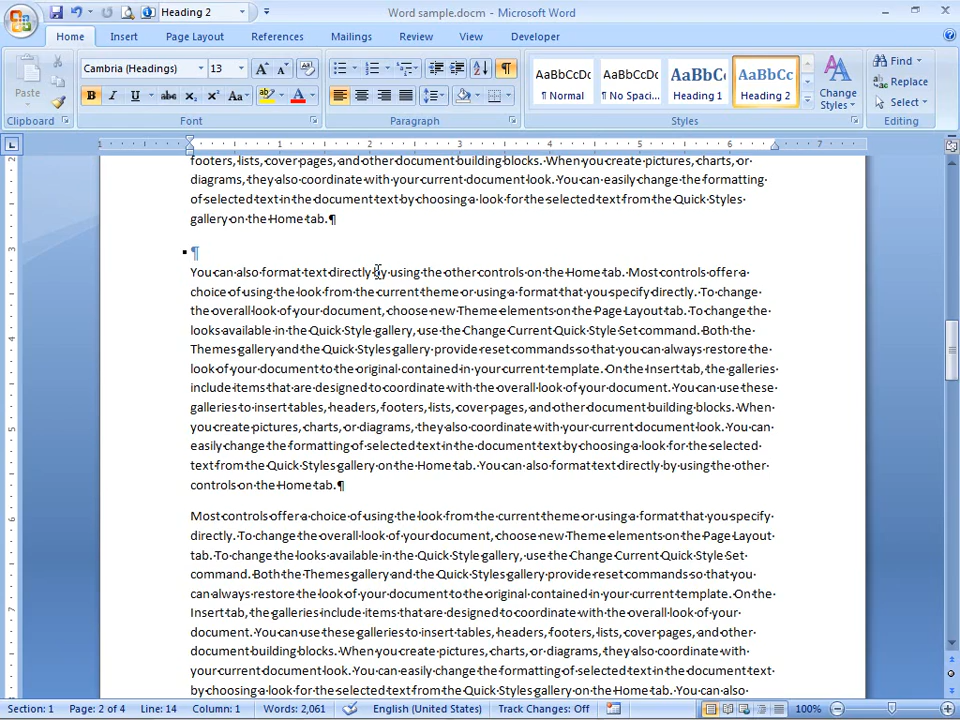 Heading 2
Word sample.docm - Microsoft Word
Home Insert Page Layout References Mailings Review View Developer
Cambria (Headings) 13
Paste
B I U abe X₂ X² Aa A
AaBbCcDc AaBbCcDc AaBbC AaBbCc
¶ Normal ¶ No Spaci... Heading 1 Heading 2
Change Styles
Find
Replace
Select
Clipboard Font Paragraph Styles Editing
1 1 2 3 4 5 6 7
footers, lists, cover pages, and other document building blocks. When you create pictures, charts, or
diagrams, they also coordinate with your current document look. You can easily change the formatting
of selected text in the document text by choosing a look for the selected text from the Quick Styles
gallery on the Home tab.¶
¶
You can also format text directly by using the other controls on the Home tab. Most controls offer a
choice of using the look from the current theme or using a format that you specify directly. To change
the overall look of your document, choose new Theme elements on the Page Layout tab. To change the
looks available in the Quick Style gallery, use the Change Current Quick Style Set command. Both the
Themes gallery and the Quick Styles gallery provide reset commands so that you can always restore the
look of your document to the original contained in your current template. On the Insert tab, the galleries
include items that are designed to coordinate with the overall look of your document. You can use these
galleries to insert tables, headers, footers, lists, cover pages, and other document building blocks. When
you create pictures, charts, or diagrams, they also coordinate with your current document look. You can
easily change the formatting of selected text in the document text by choosing a look for the selected
text from the Quick Styles gallery on the Home tab. You can also format text directly by using the other
controls on the Home tab.¶
Most controls offer a choice of using the look from the current theme or using a format that you specify
directly. To change the overall look of your document, choose new Theme elements on the Page Layout
tab. To change the looks available in the Quick Style gallery, use the Change Current Quick Style Set
command. Both the Themes gallery and the Quick Styles gallery provide reset commands so that you
can always restore the look of your document to the original contained in your current template. On the
Insert tab, the galleries include items that are designed to coordinate with the overall look of your
document. You can use these galleries to insert tables, headers, footers, lists, cover pages, and other
document building blocks. When you create pictures, charts, or diagrams, they also coordinate with
your current document look. You can easily change the formatting of selected text in the document text
by choosing a look for the selected text from the Quick Styles gallery on the Home tab. You can also
Section: 1 Page: 2 of 4 Line: 14 Column: 1 Words: 2,061 English (United States) Track Changes: Off 100%